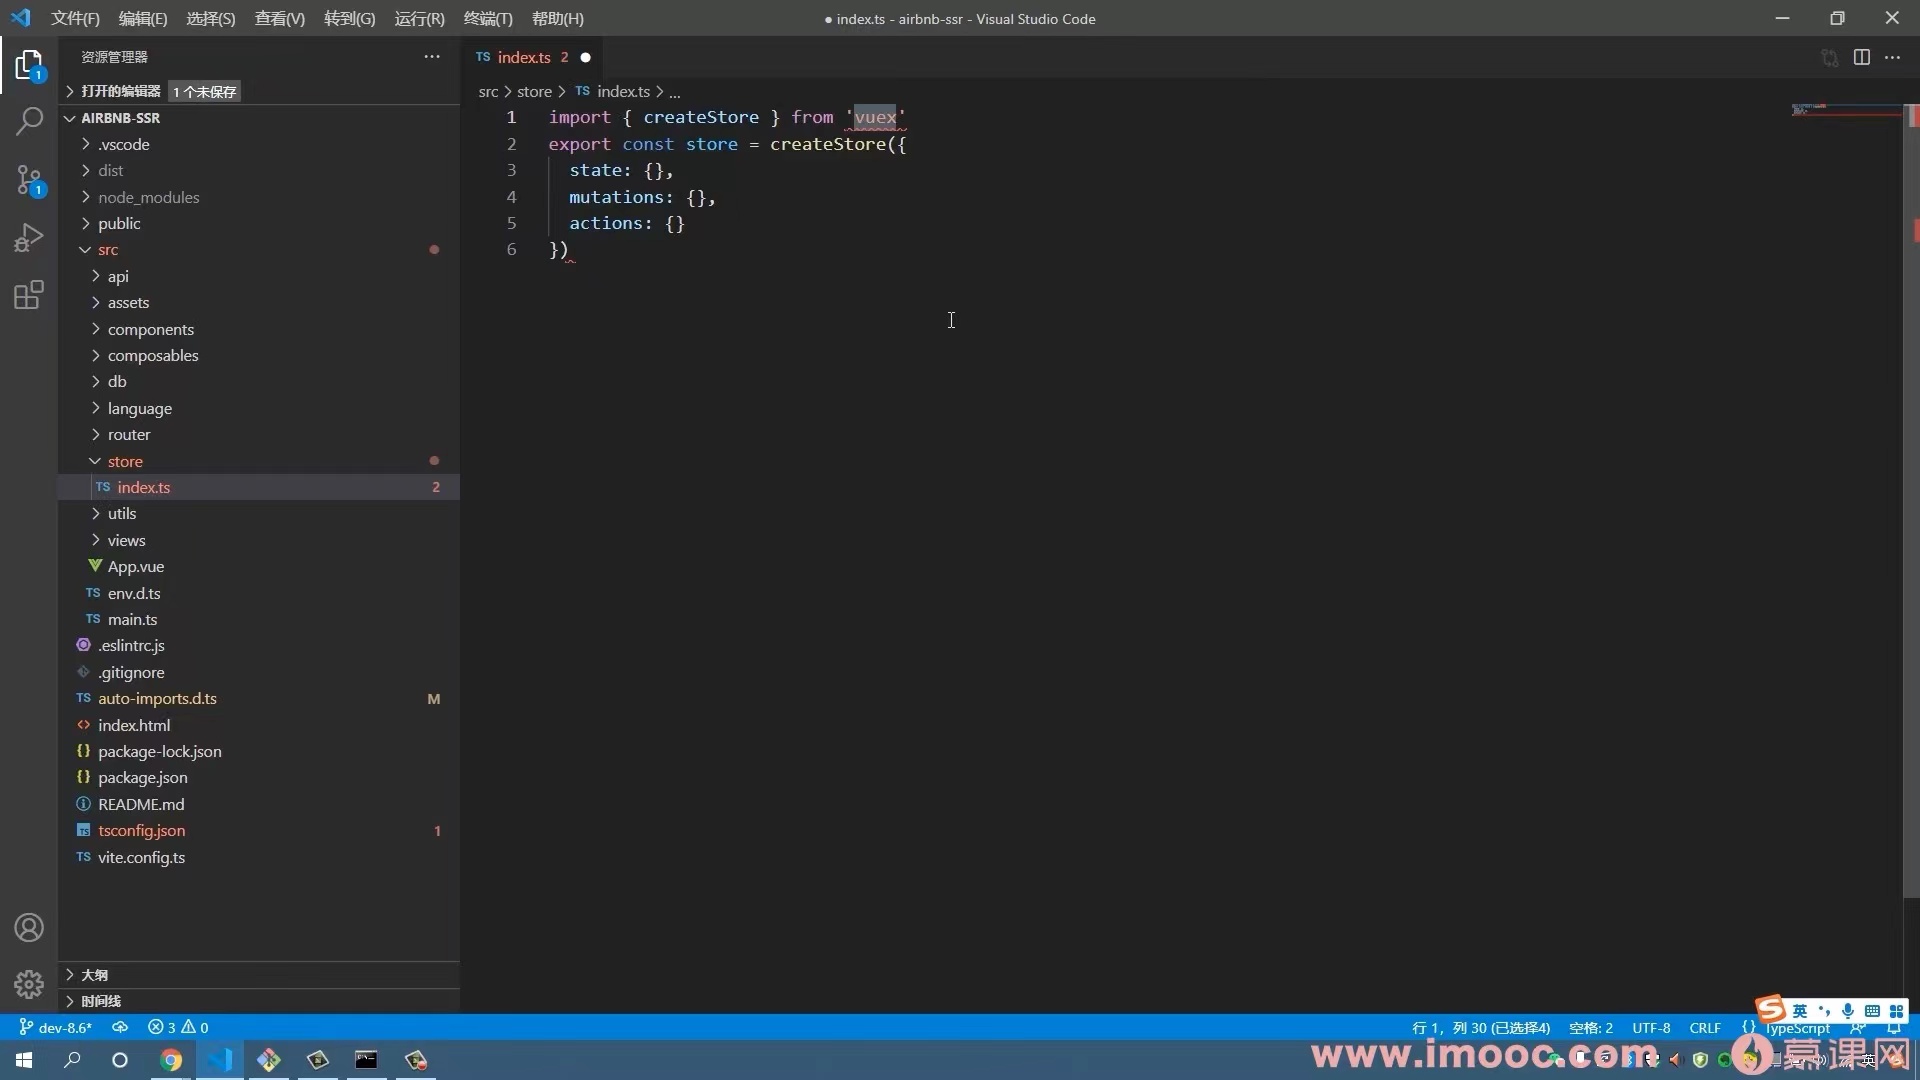 文件(F) 编辑(E) 选择(S) 查看(V) 转到(G) 运行(R) 终端(T) 帮助(H)
● index.ts - airbnb-ssr - Visual Studio Code
资源管理器
打开的编辑器 1 个未保存
AIRBNB-SSR
.vscode
dist
node_modules
public
src
api
assets
components
composables
db
language
router
store
TS index.ts 2
utils
views
App.vue
TS env.d.ts
TS main.ts
.eslintrc.js
.gitignore
TS auto-imports.d.ts M
index.html
package-lock.json
package.json
README.md
tsconfig.json 1
TS vite.config.ts
大纲
时间线
TS index.ts 2 ●
src > store > TS index.ts > ...
1 import { createStore } from 'vuex'
2 export const store = createStore({
3 state: {},
4 mutations: {},
5 actions: {}
6 })
dev-8.6* 3 0
行 1，列 30 (已选择4) 空格: 2 UTF-8 CRLF {} TypeScript
英
www.imooc.com 慕课网